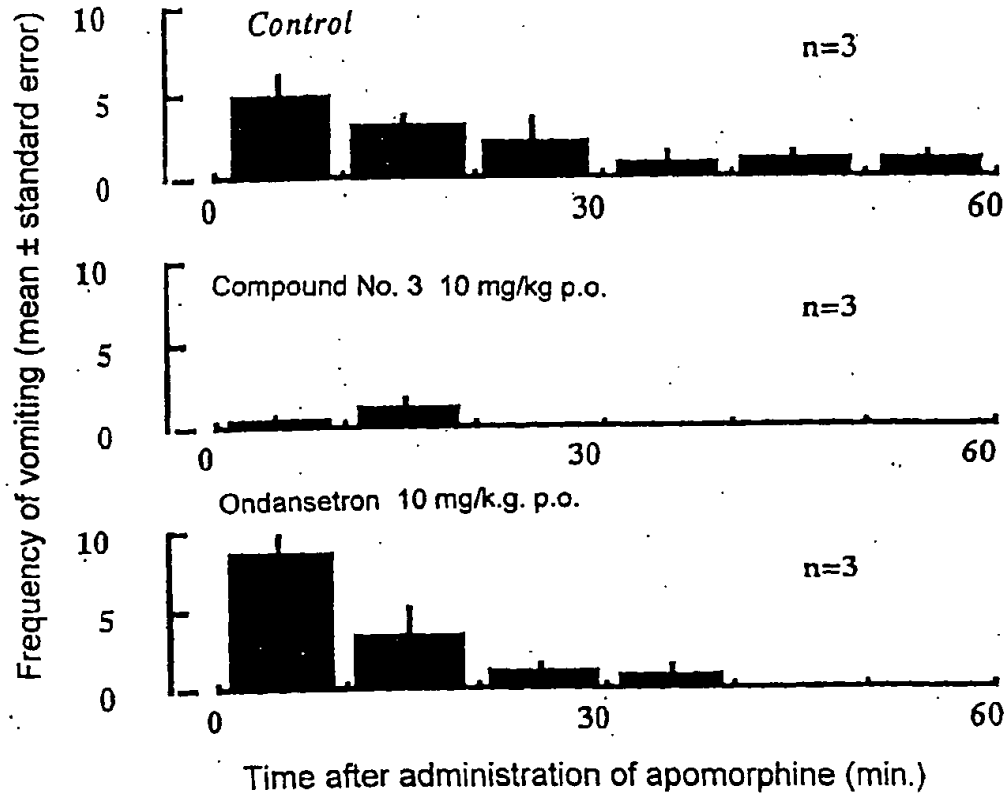 Frequency of vomiting (mean ± standard error)
10
Control
n=3
5
0
0
30
60
10
Compound No. 3 10 mg/kg p.o.
n=3
5
0
0
30
60
Ondansetron 10 mg/k.g. p.o.
10
n=3
5
0
0
30
60
Time after administration of apomorphine (min.)